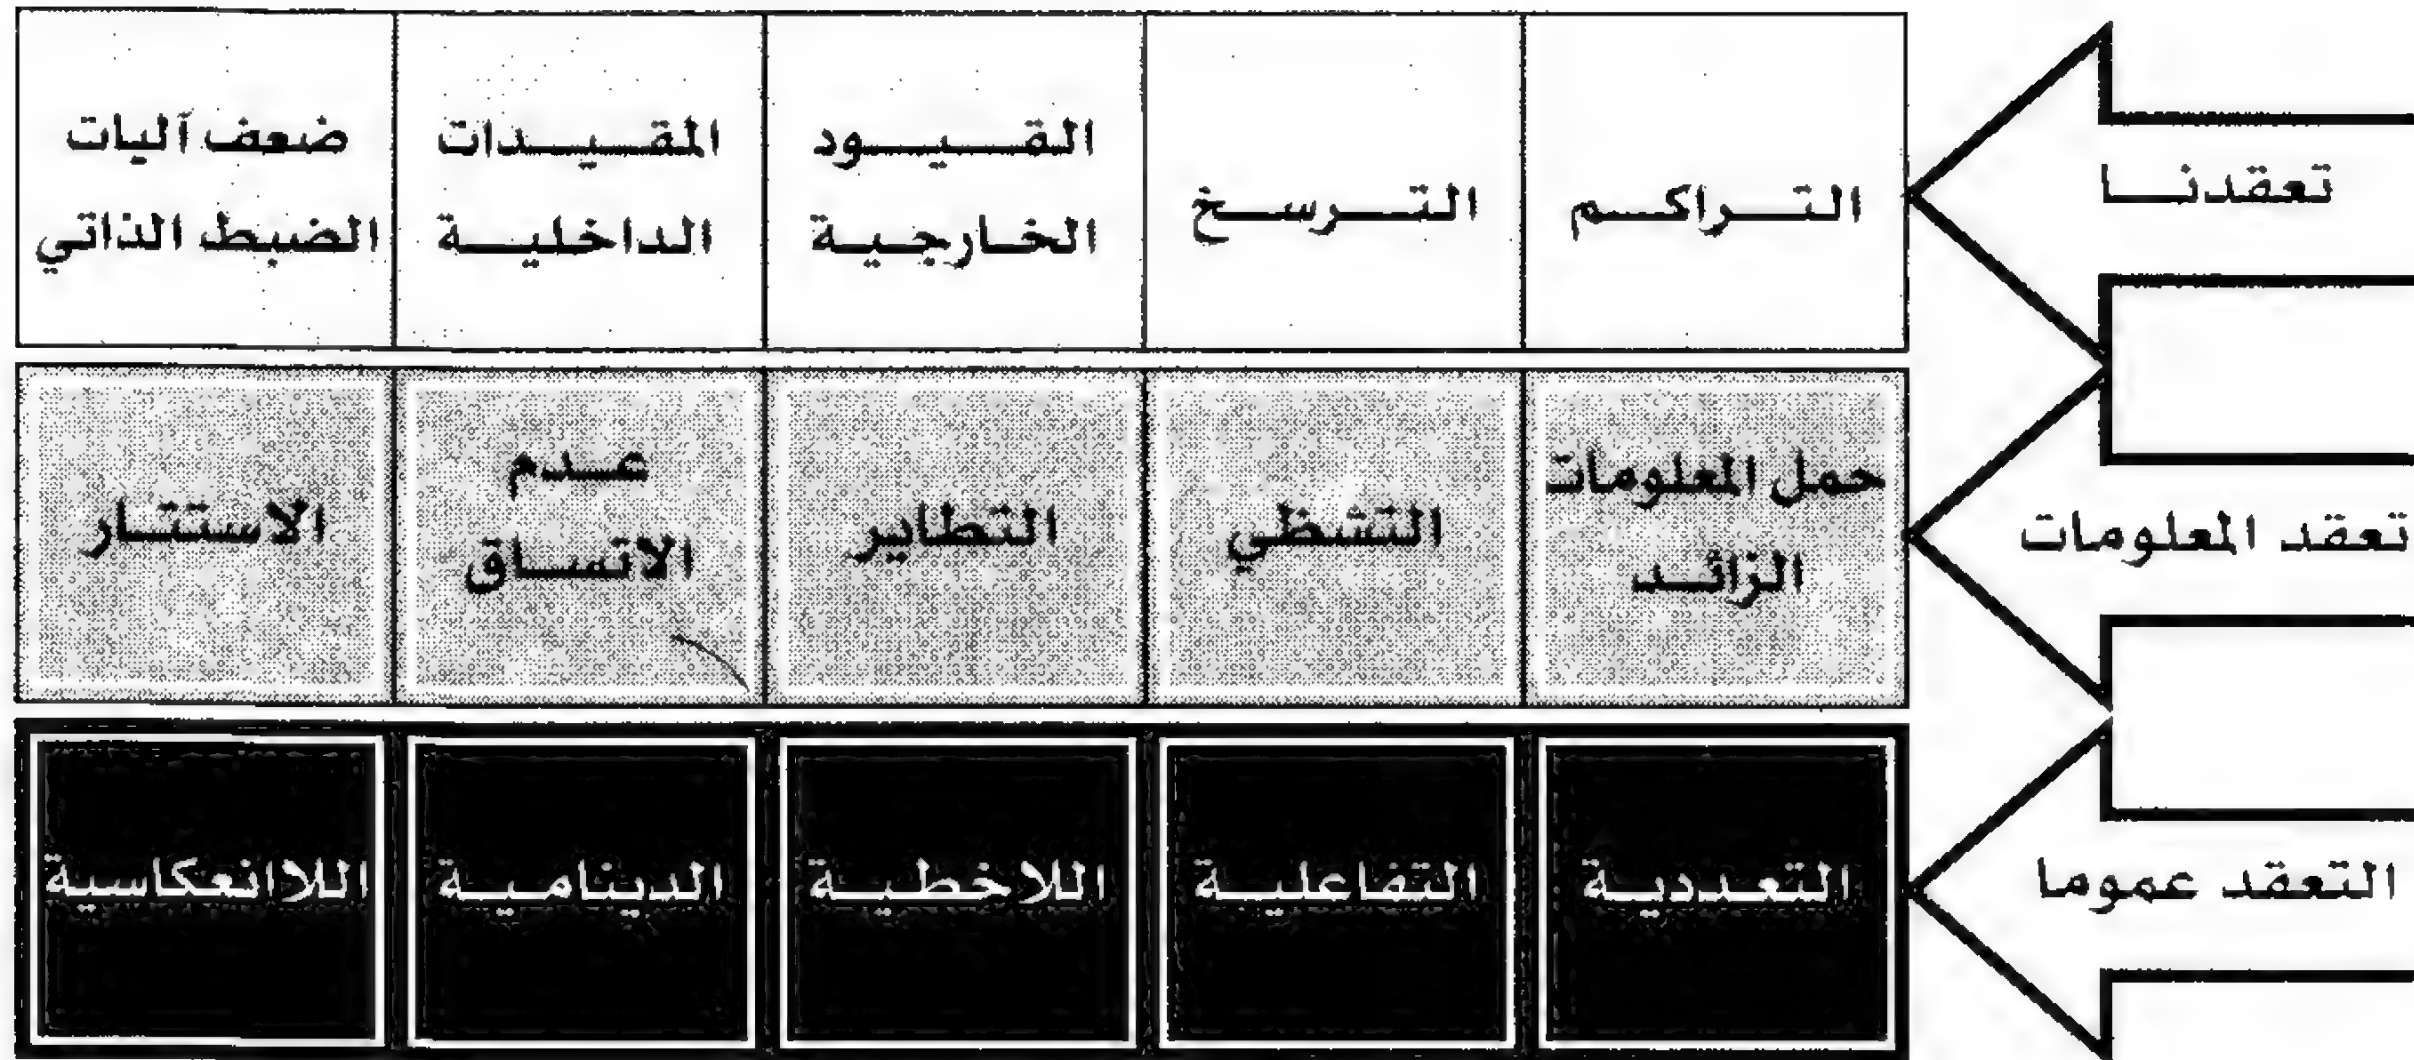 تعقدنا
التراكم
الترسخ
القيود
الخارجية
المقيدات
الداخلية
ضعف آليات
الضبط الذاتي
تعقد المعلومات
حمل المعلومات
الزائد
التشظي
التطاير
عدم
الاتساق
الاستتار
التعقد عموما
التعددية
التفاعلية
اللاخطية
الدينامية
اللاانعكاسية